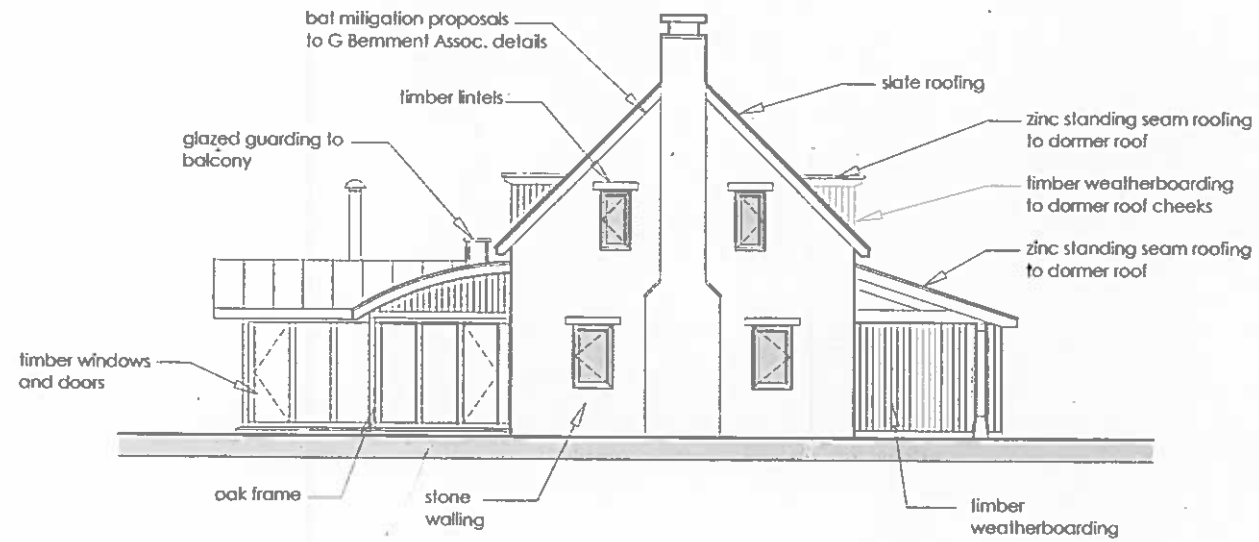 bat mitigation proposals
to G Bemment Assoc. details
timber lintels
glazed guarding to
balcony
slate roofing
zinc standing seam roofing
to dormer roof
timber weatherboarding
to dormer roof cheeks
zinc standing seam roofing
to dormer roof
timber windows
and doors
oak frame
stone
walling
timber
weatherboarding